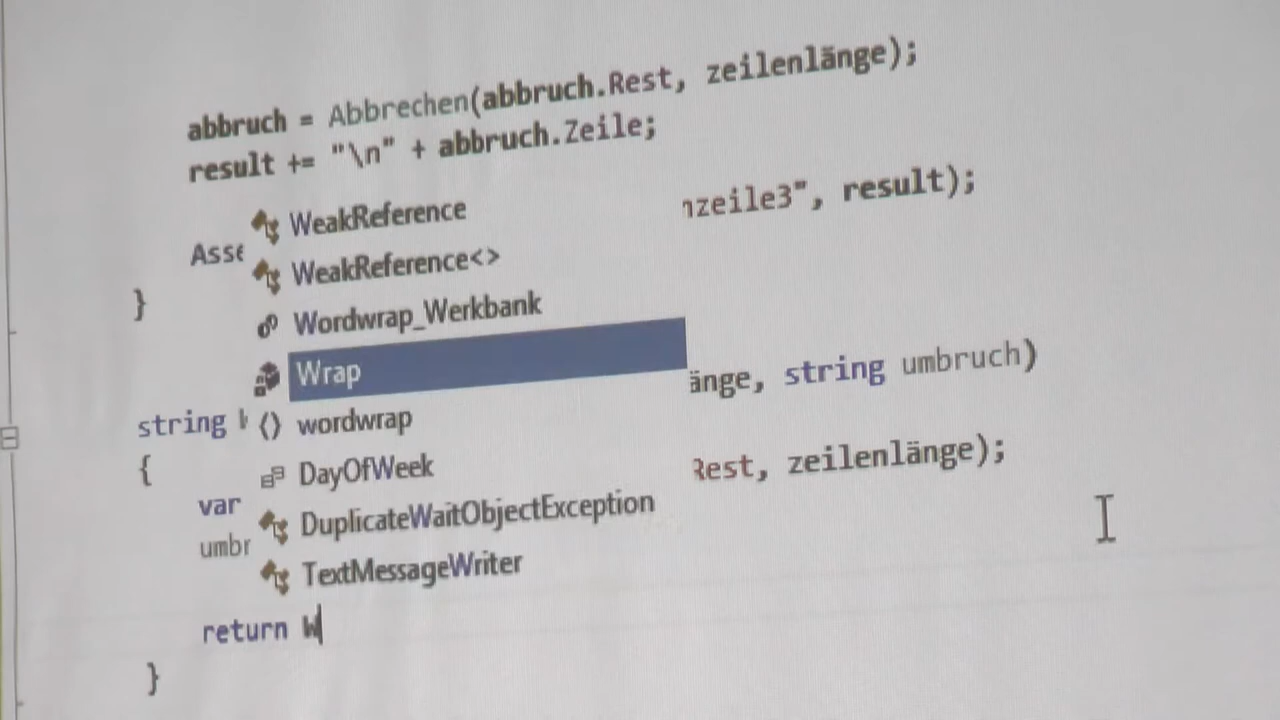 abbruch = Abbrechen(abbruch.Rest, zeilenlänge);
result += "\n" + abbruch.Zeile;
WeakReference
zeile3", result);
Asse
WeakReference<>
}
Wordwrap_Werkbank
Wrap
änge, string umbruch)
string
wordwrap
{
DayOfWeek
Rest, zeilenlänge);
var
DuplicateWaitObjectException
umbr
TextMessageWriter
return W
}